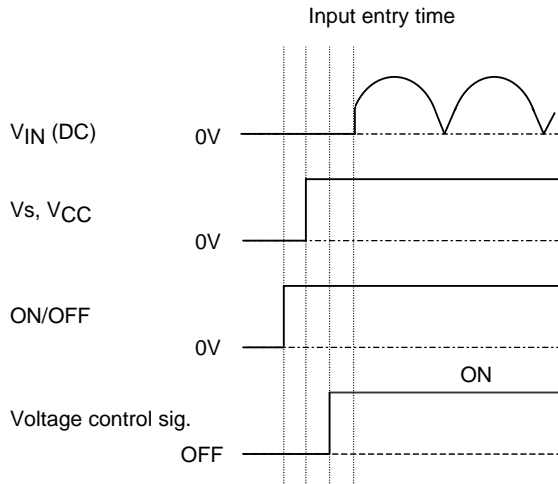 Input entry time
VIN (DC) 0V
Vs, VCC
0V
ON/OFF
0V
ON
Voltage control sig.
OFF